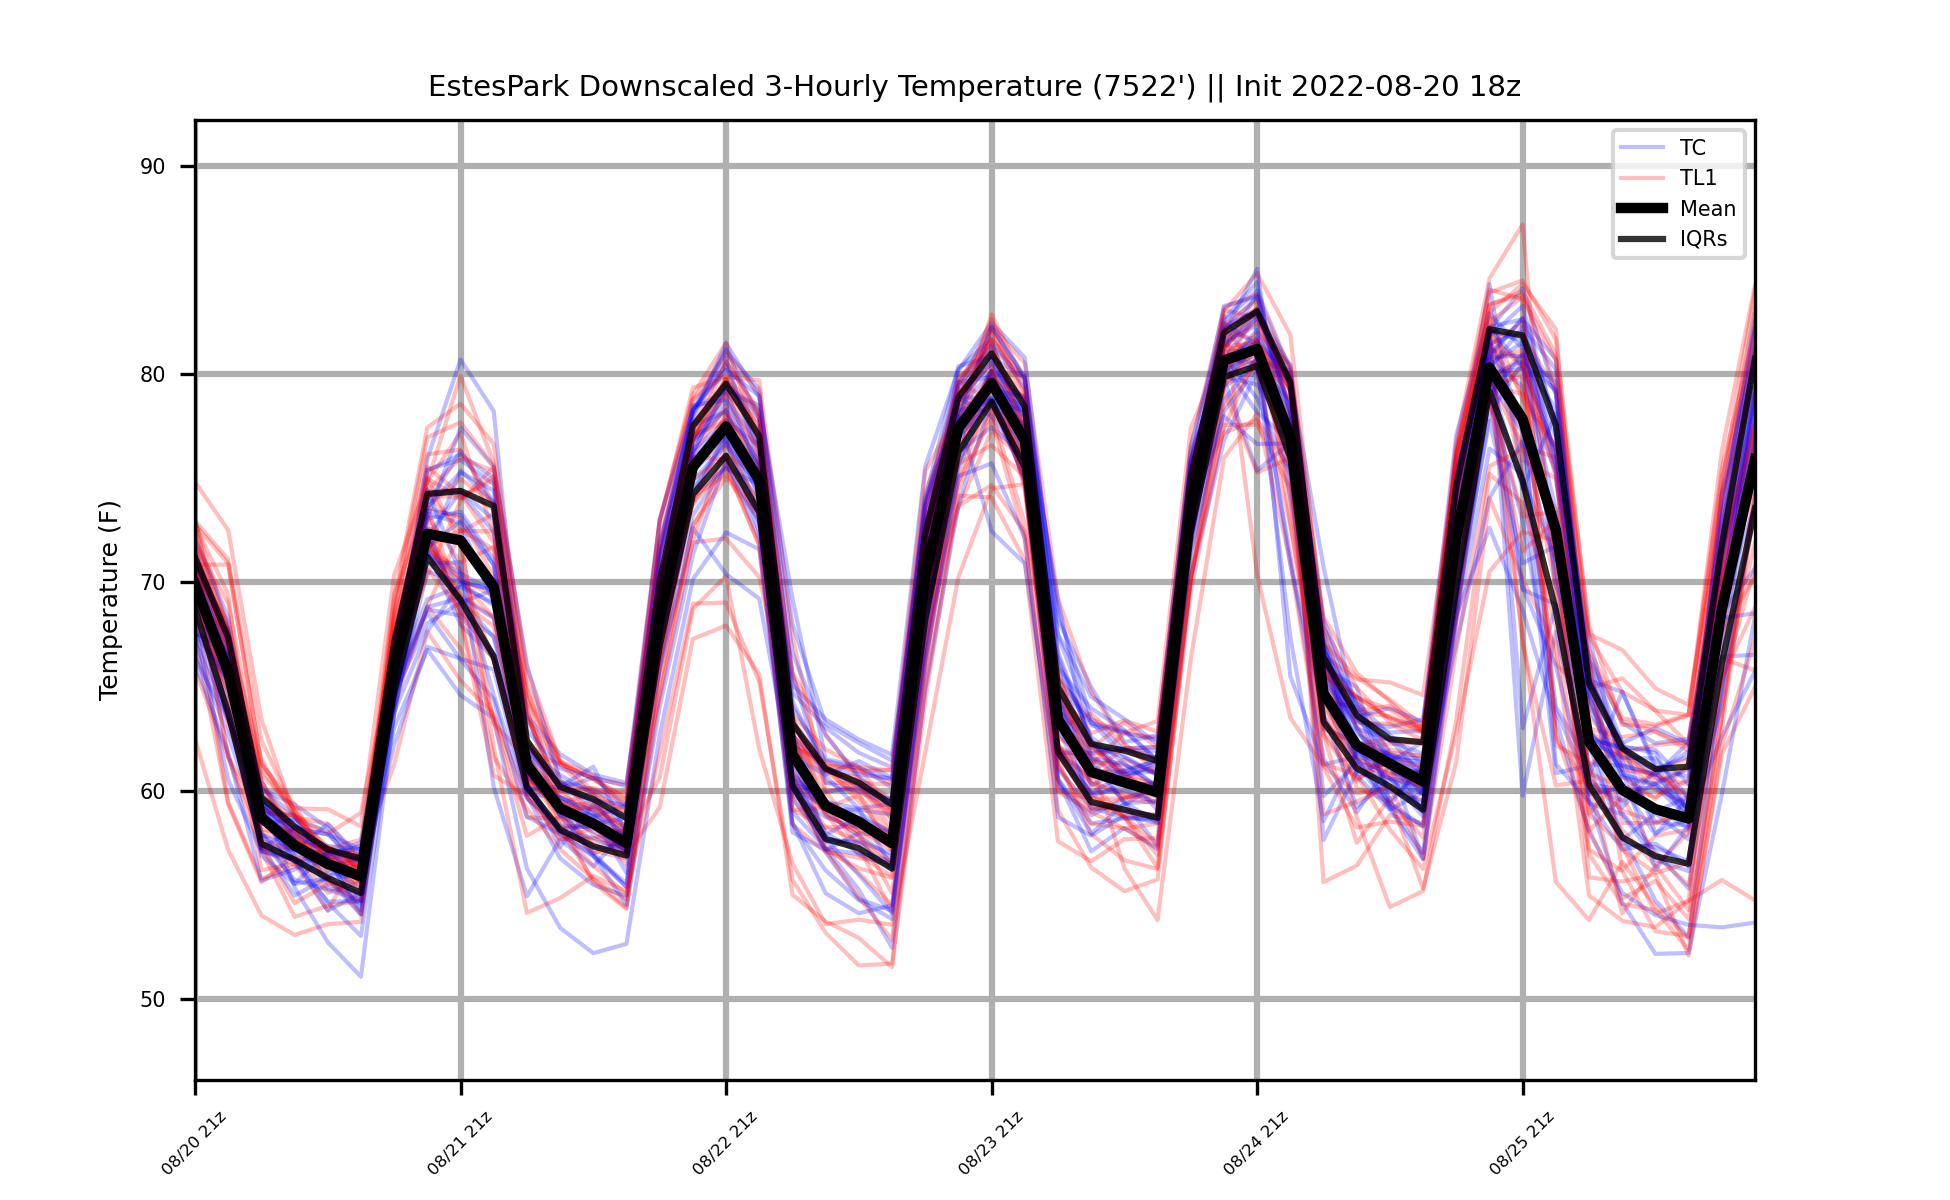 EstesPark Downscaled 3-Hourly Temperature (7522') || Init 2022-08-20 18z
TC
TL1
Mean
IQRs
Temperature (F)
90
80
70
60
50
08/20 21z
08/21 21z
08/22 21z
08/23 21z
08/24 21z
08/25 21z